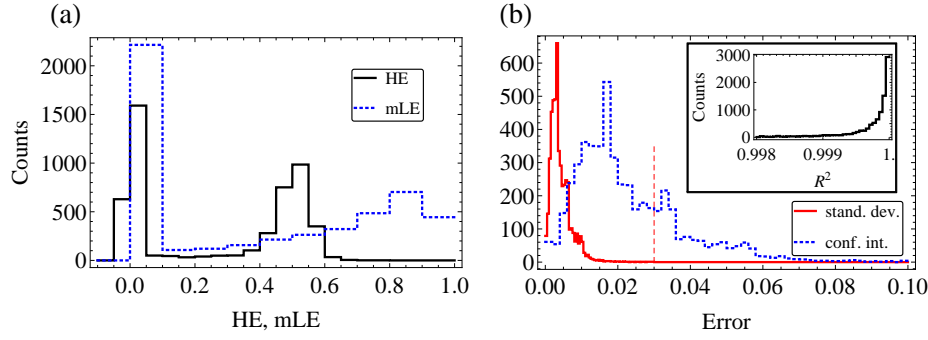 (a)
Counts
2000
1500
1000
500
0
HE
mLE
0.0 0.2 0.4 0.6 0.8 1.0
HE, mLE
(b)
600
500
400
300
200
100
0
Counts
3000
2000
1000
0
0.998 0.999 1.
R²
stand. dev.
conf. int.
0.00 0.02 0.04 0.06 0.08 0.10
Error